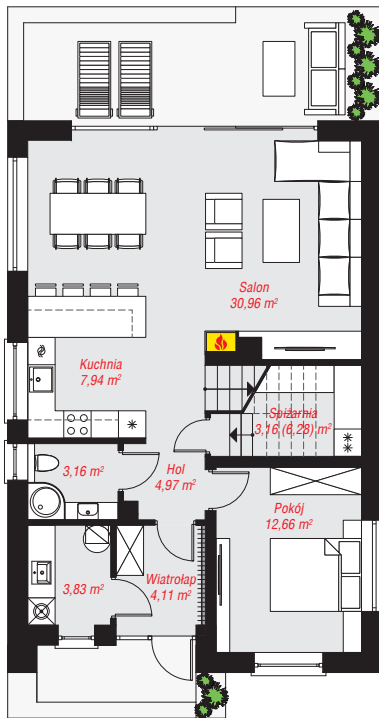 Salon
30,96 m²
Kuchnia
7,94 m²
Spiżarnia
3,16 (6,28) m²
3,16 m²
Hol
4,97 m²
Pokój
12,66 m²
3,83 m²
Wiatrołap
4,11 m²